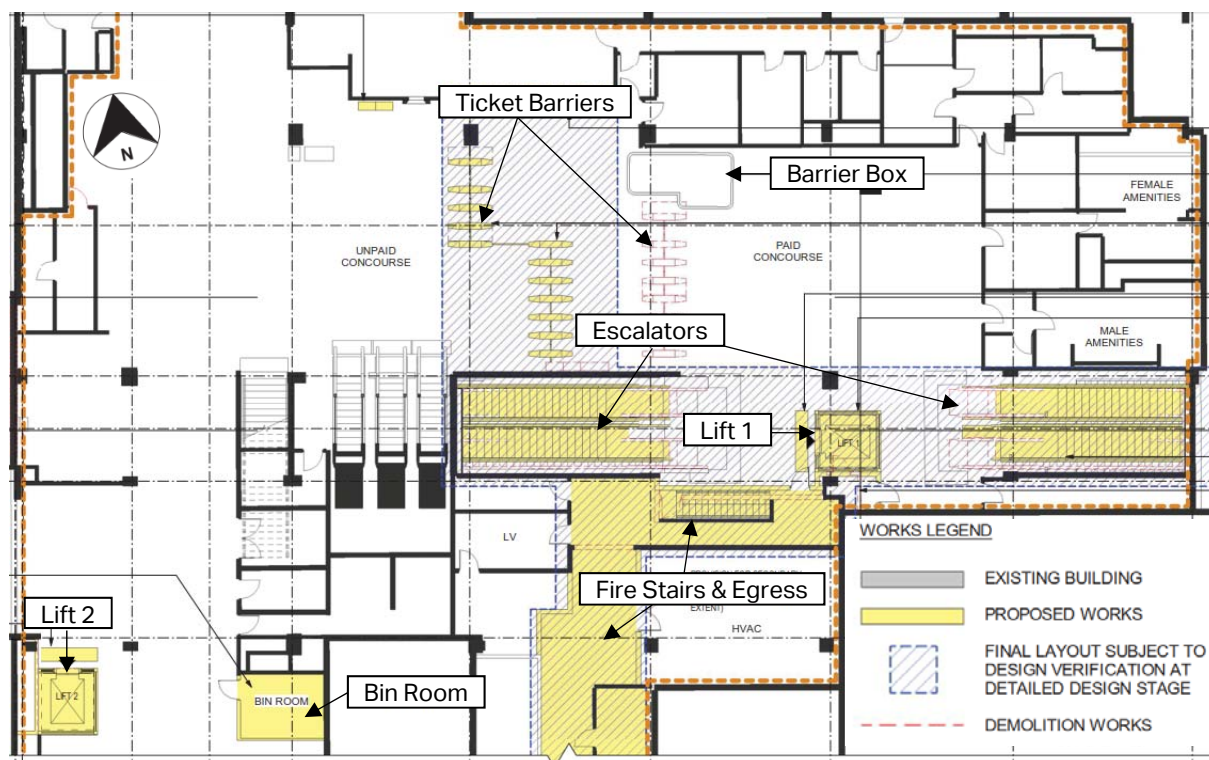 Ticket Barriers
N
Barrier Box
FEMALE
AMENITIES
UNPAID
CONCOURSE
PAID
CONCOURSE
Escalators
MALE
AMENITIES
Lift 1
LIFT 1
LV
WORKS LEGEND
EXISTING BUILDING
Fire Stairs & Egress
EXTENT)
HVAC
PROPOSED WORKS
Lift 2
LIFT 2
FINAL LAYOUT SUBJECT TO
DESIGN VERIFICATION AT
DETAILED DESIGN STAGE
BIN ROOM
Bin Room
DEMOLITION WORKS